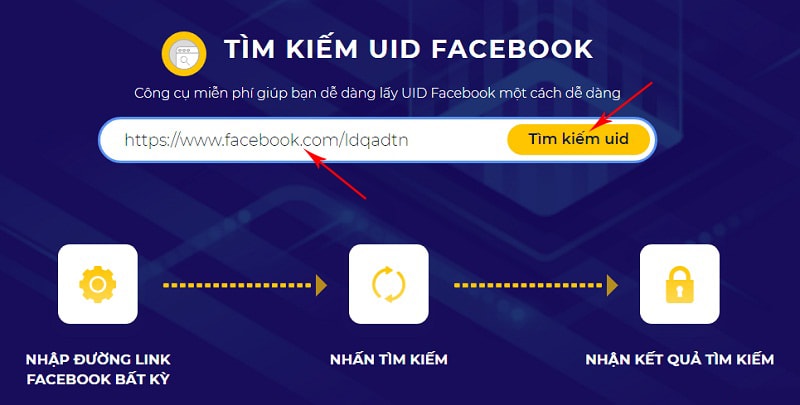 TÌM KIẾM UID FACEBOOK
Công cụ miễn phí giúp bạn dễ dàng lấy UID Facebook một cách dễ dàng
https://www.facebook.com/ldqadtn
Tìm kiếm uid
NHẬP ĐƯỜNG LINK
FACEBOOK BẤT KỲ
NHẤN TÌM KIẾM
NHẬN KẾT QUẢ TÌM KIẾM